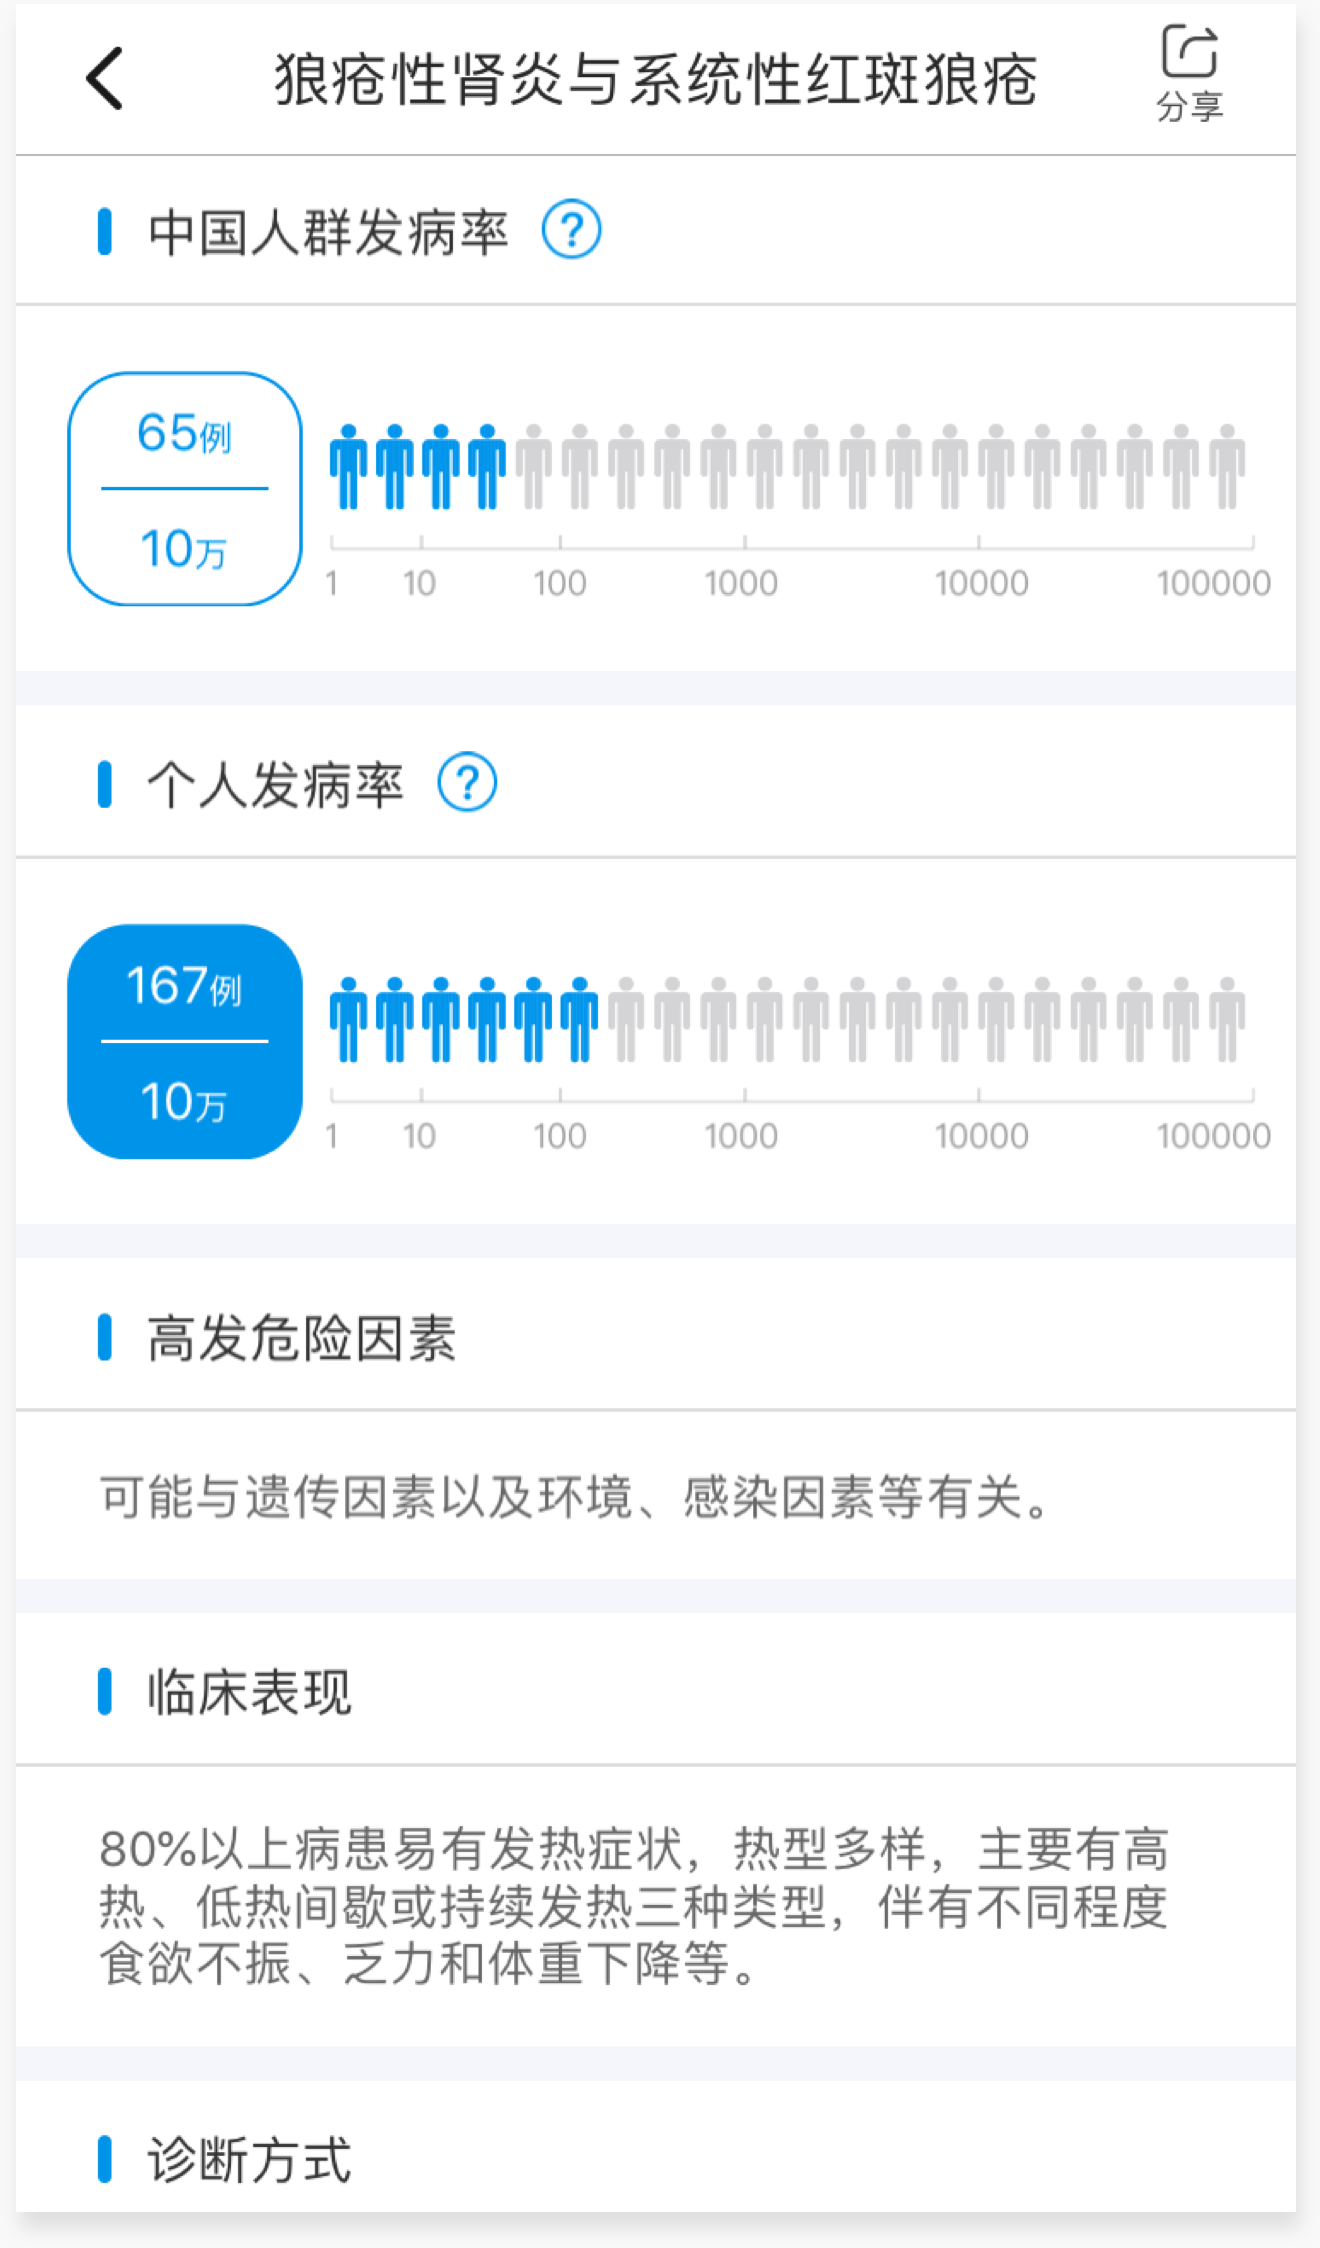 狼疮性肾炎与系统性红斑狼疮
分享
中国人群发病率 ?
65例
10万
1 10 100 1000 10000 100000
个人发病率 ?
167例
10万
1 10 100 1000 10000 100000
高发危险因素
可能与遗传因素以及环境、感染因素等有关。
临床表现
80%以上病患易有发热症状，热型多样，主要有高
热、低热间歇或持续发热三种类型，伴有不同程度
食欲不振、乏力和体重下降等。
诊断方式